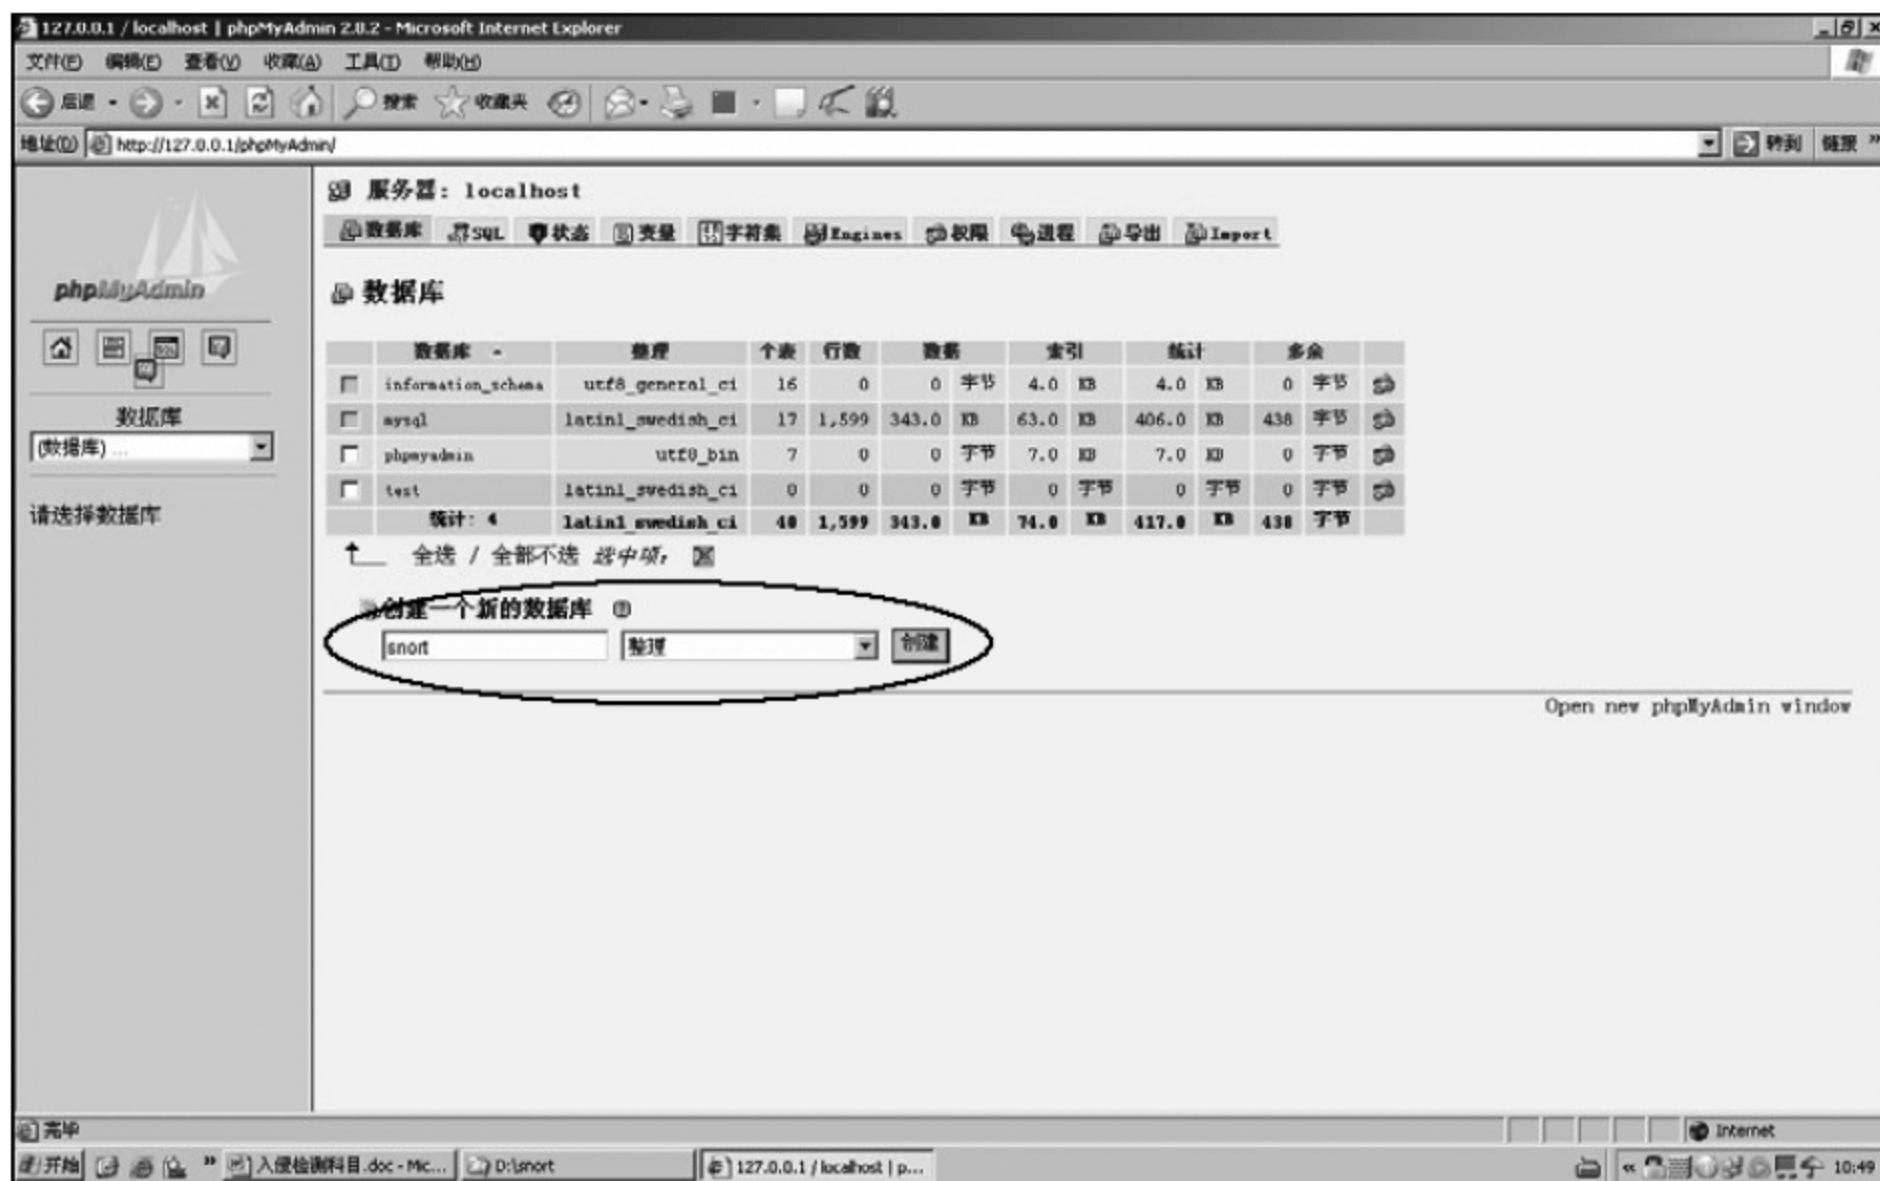 127.0.0.1 / localhost | phpMyAdmin 2.8.2 - Microsoft Internet Explorer
文件(F) 编辑(E) 查看(V) 收藏(A) 工具(T) 帮助(H)
后退 搜索 收藏夹
地址(D) http://127.0.0.1/phpMyAdmin/ 转到 链接 »
服务器: localhost
数据库 SQL 状态 变量 字符集 Engines 权限 进程 导出 Import
phpMyAdmin
数据库
(数据库) ...
请选择数据库
数据库
数据库 整理 个表 行数 数据 索引 统计 多余
information_schema utf8_general_ci 16 0 0 字节 4.0 KB 4.0 KB 0 字节
mysql latin1_swedish_ci 17 1,599 343.0 KB 63.0 KB 406.0 KB 438 字节
phpmyadmin utf8_bin 7 0 0 字节 7.0 KB 7.0 KB 0 字节
test latin1_swedish_ci 0 0 0 字节 0 字节 0 字节 0 字节
统计: 4 latin1_swedish_ci 40 1,599 343.0 KB 74.0 KB 417.0 KB 438 字节
全选 / 全部不选 选中项:
创建一个新的数据库
snort 整理 创建
Open new phpMyAdmin window
完毕 Internet
开始 » 入侵检测科目.doc - Mic... D:\snort 127.0.0.1 / localhost | p... « 10:49